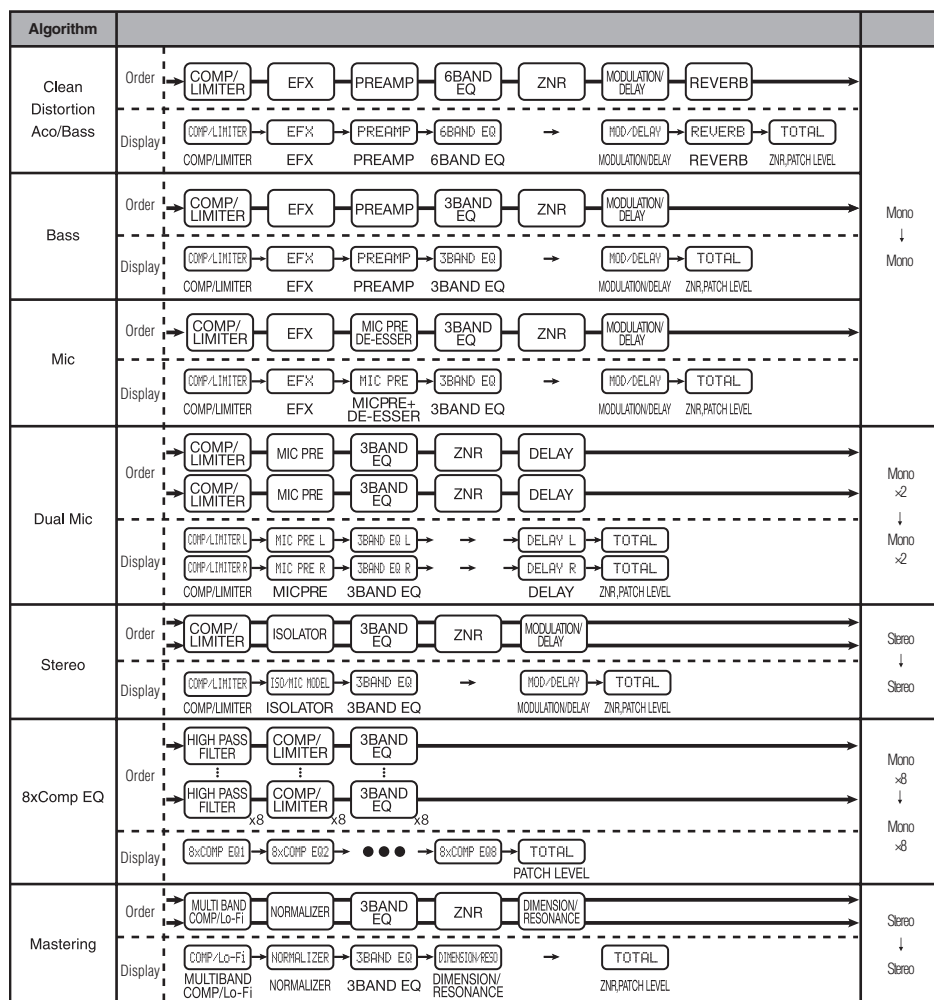 Algorithm
Clean
Distortion
Aco/Bass
Order
COMP/
LIMITER
EFX
PREAMP
6BAND
EQ
ZNR
MODULATION/
DELAY
REVERB
Display
COMP/LIMITER
EFX
PREAMP
6BAND EQ
MOD/DELAY
REVERB
TOTAL
COMP/LIMITER EFX PREAMP 6BAND EQ MODULATION/DELAY REVERB ZNR,PATCH LEVEL
Bass
Order
COMP/
LIMITER
EFX
PREAMP
3BAND
EQ
ZNR
MODULATION/
DELAY
Display
COMP/LIMITER
EFX
PREAMP
3BAND EQ
MOD/DELAY
TOTAL
COMP/LIMITER EFX PREAMP 3BAND EQ MODULATION/DELAY ZNR,PATCH LEVEL
Mono
↓
Mono
Mic
Order
COMP/
LIMITER
EFX
MIC PRE
DE-ESSER
3BAND
EQ
ZNR
MODULATION/
DELAY
Display
COMP/LIMITER
EFX
MIC PRE
3BAND EQ
MOD/DELAY
TOTAL
COMP/LIMITER EFX MICPRE+
DE-ESSER 3BAND EQ MODULATION/DELAY ZNR,PATCH LEVEL
Dual Mic
Order
COMP/
LIMITER
MIC PRE
3BAND
EQ
ZNR
DELAY
COMP/
LIMITER
MIC PRE
3BAND
EQ
ZNR
DELAY
Display
COMP/LIMITER L
MIC PRE L
3BAND EQ L
DELAY L
TOTAL
COMP/LIMITER R
MIC PRE R
3BAND EQ R
DELAY R
TOTAL
COMP/LIMITER MICPRE 3BAND EQ DELAY ZNR,PATCH LEVEL
Mono
×2
↓
Mono
×2
Stereo
Order
COMP/
LIMITER
ISOLATOR
3BAND
EQ
ZNR
MODULATION/
DELAY
Display
COMP/LIMITER
ISO/MIC MODEL
3BAND EQ
MOD/DELAY
TOTAL
COMP/LIMITER ISOLATOR 3BAND EQ MODULATION/DELAY ZNR,PATCH LEVEL
Stereo
↓
Stereo
8xComp EQ
Order
HIGH PASS
FILTER
COMP/
LIMITER
3BAND
EQ
HIGH PASS
FILTER
x8
COMP/
LIMITER
x8
3BAND
EQ
x8
Display
8xCOMP EQ1
8xCOMP EQ2
●●●
8xCOMP EQ8
TOTAL
PATCH LEVEL
Mono
×8
↓
Mono
×8
Mastering
Order
MULTI BAND
COMP/Lo-Fi
NORMALIZER
3BAND
EQ
ZNR
DIMENSION/
RESONANCE
Display
COMP/Lo-Fi
NORMALIZER
3BAND EQ
DIMENSION/RESO
TOTAL
MULTIBAND
COMP/Lo-Fi
NORMALIZER
3BAND EQ
DIMENSION/
RESONANCE
ZNR,PATCH LEVEL
Stereo
↓
Stereo